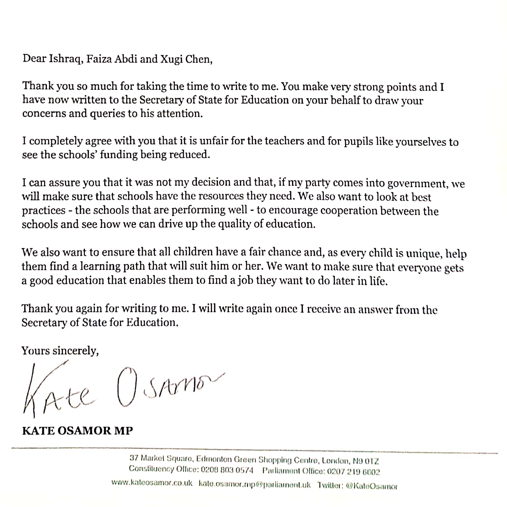 Dear Ishraq, Faiza Abdi and Xugi Chen,
Thank you so much for taking the time to write to me. You make very strong points and I
have now written to the Secretary of State for Education on your behalf to draw your
concerns and queries to his attention.
I completely agree with you that it is unfair for the teachers and for pupils like yourselves to
see the schools' funding being reduced.
I can assure you that it was not my decision and that, if my party comes into government, we
will make sure that schools have the resources they need. We also want to look at best
practices - the schools that are performing well - to encourage cooperation between the
schools and see how we can drive up the quality of education.
We also want to ensure that all children have a fair chance and, as every child is unique, help
them find a learning path that will suit him or her. We want to make sure that everyone gets
a good education that enables them to find a job they want to do later in life.
Thank you again for writing to me. I will write again once I receive an answer from the
Secretary of State for Education.
Yours sincerely,
Kate Osamor
KATE OSAMOR MP
37 Market Square, Edmonton Green Shopping Centre, London, N9 0TZ
Constituency Office: 0208 803 0574 Parliament Office: 0207 219 6602
www.kateosamor.co.uk kate.osamor.mp@parliament.uk Twitter: @KateOsamor